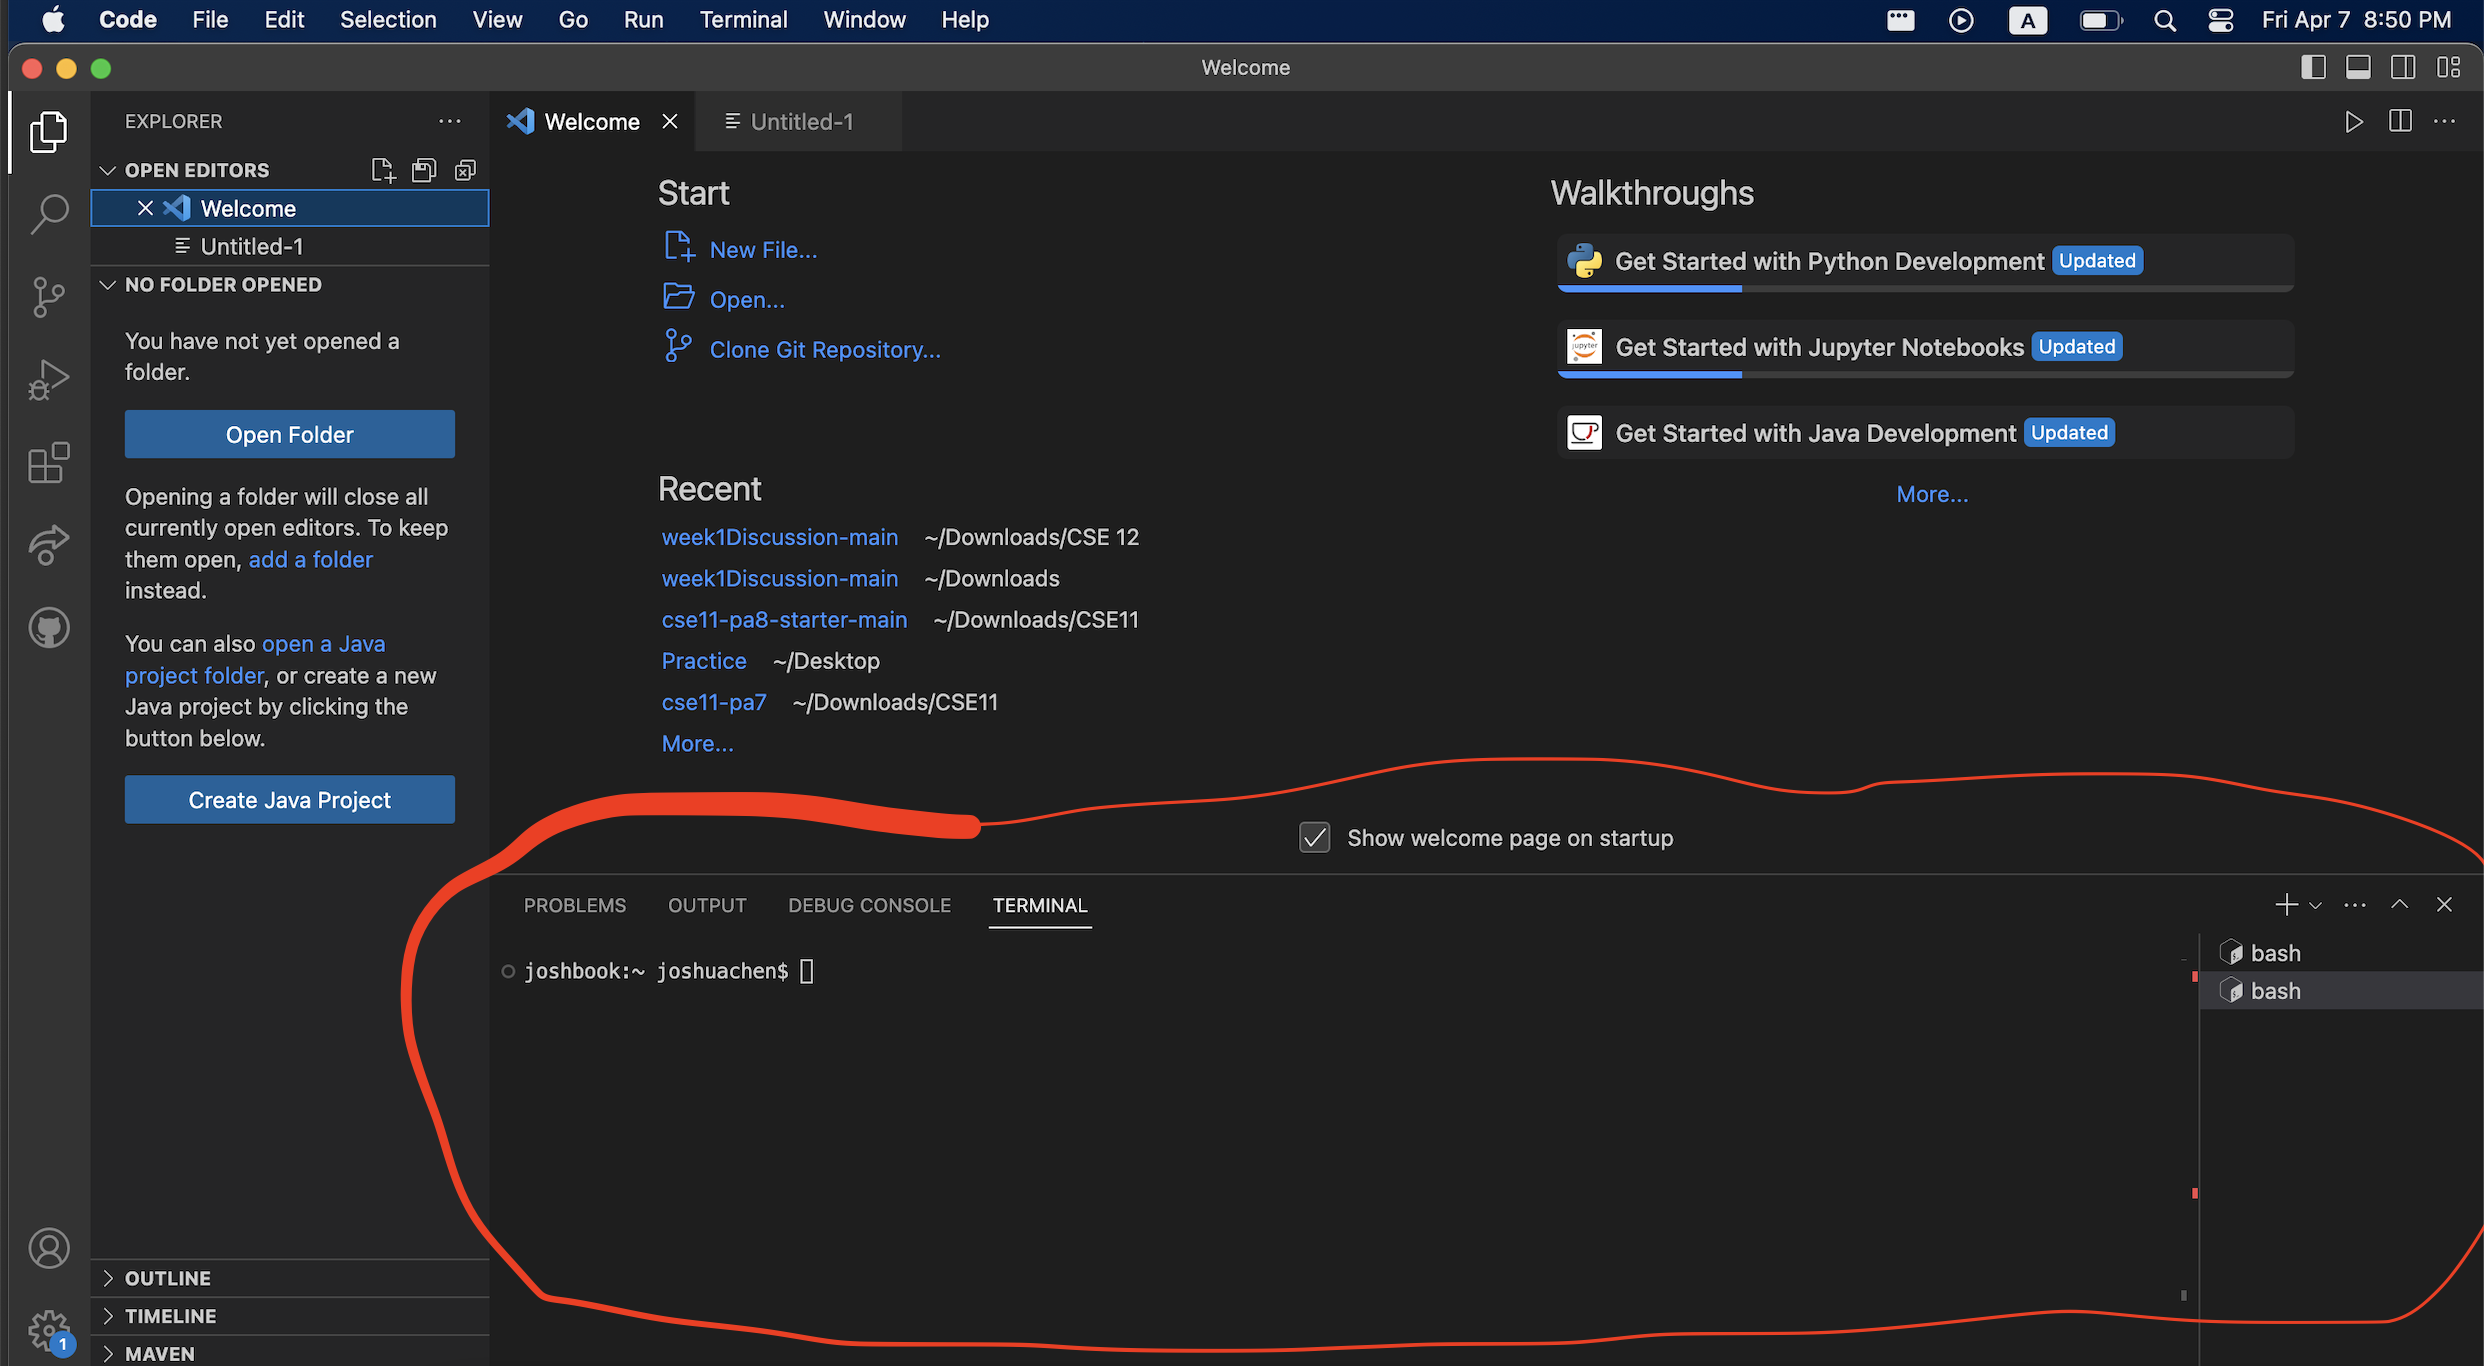 Code File Edit Selection View Go Run Terminal Window Help A Fri Apr 7 8:50 PM
Welcome
EXPLORER
OPEN EDITORS
Welcome
Untitled-1
NO FOLDER OPENED
You have not yet opened a
folder.
Open Folder
Opening a folder will close all
currently open editors. To keep
them open, add a folder
instead.
You can also open a Java
project folder, or create a new
Java project by clicking the
button below.
Create Java Project
OUTLINE
TIMELINE
MAVEN
1
Welcome Untitled-1
Start
New File...
Open...
Clone Git Repository...
Recent
week1Discussion-main ~/Downloads/CSE 12
week1Discussion-main ~/Downloads
cse11-pa8-starter-main ~/Downloads/CSE11
Practice ~/Desktop
cse11-pa7 ~/Downloads/CSE11
More...
Walkthroughs
Get Started with Python Development Updated
jupyter
Get Started with Jupyter Notebooks Updated
Get Started with Java Development Updated
More...
Show welcome page on startup
PROBLEMS OUTPUT DEBUG CONSOLE TERMINAL
joshbook:~ joshuachen$
bash
bash